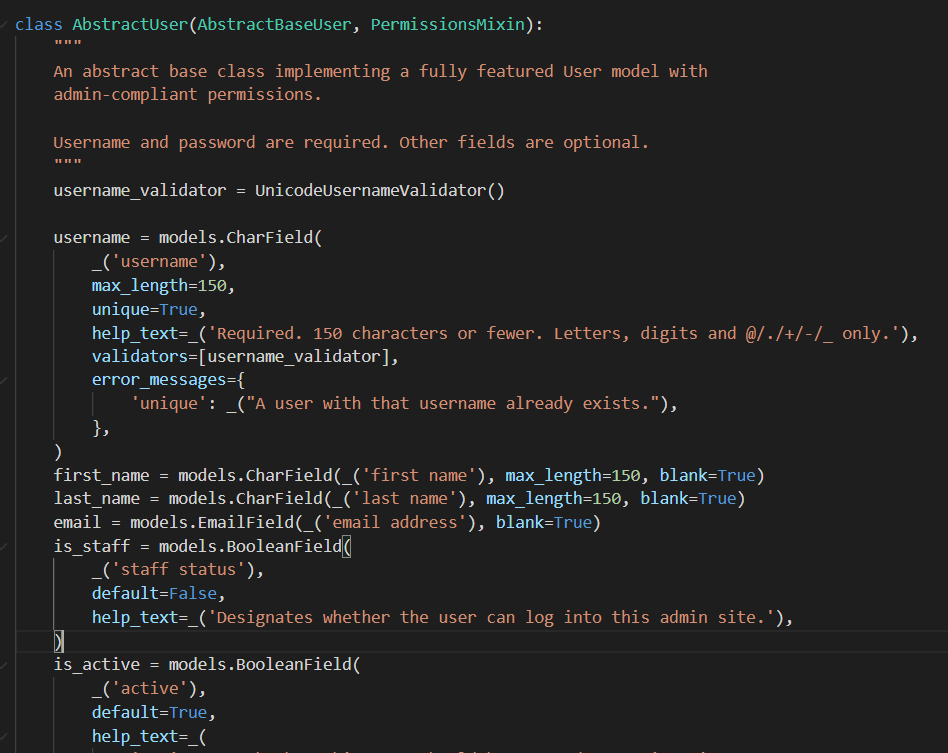 class AbstractUser(AbstractBaseUser, PermissionsMixin):
"""
An abstract base class implementing a fully featured User model with
admin-compliant permissions.
Username and password are required. Other fields are optional.
"""
username_validator = UnicodeUsernameValidator()
username = models.CharField(
_('username'),
max_length=150,
unique=True,
help_text=_('Required. 150 characters or fewer. Letters, digits and @/./+/-/_ only.'),
validators=[username_validator],
error_messages={
'unique': _("A user with that username already exists."),
},
)
first_name = models.CharField(_('first name'), max_length=150, blank=True)
last_name = models.CharField(_('last name'), max_length=150, blank=True)
email = models.EmailField(_('email address'), blank=True)
is_staff = models.BooleanField(
_('staff status'),
default=False,
help_text=_('Designates whether the user can log into this admin site.'),
)
is_active = models.BooleanField(
_('active'),
default=True,
help_text=_(